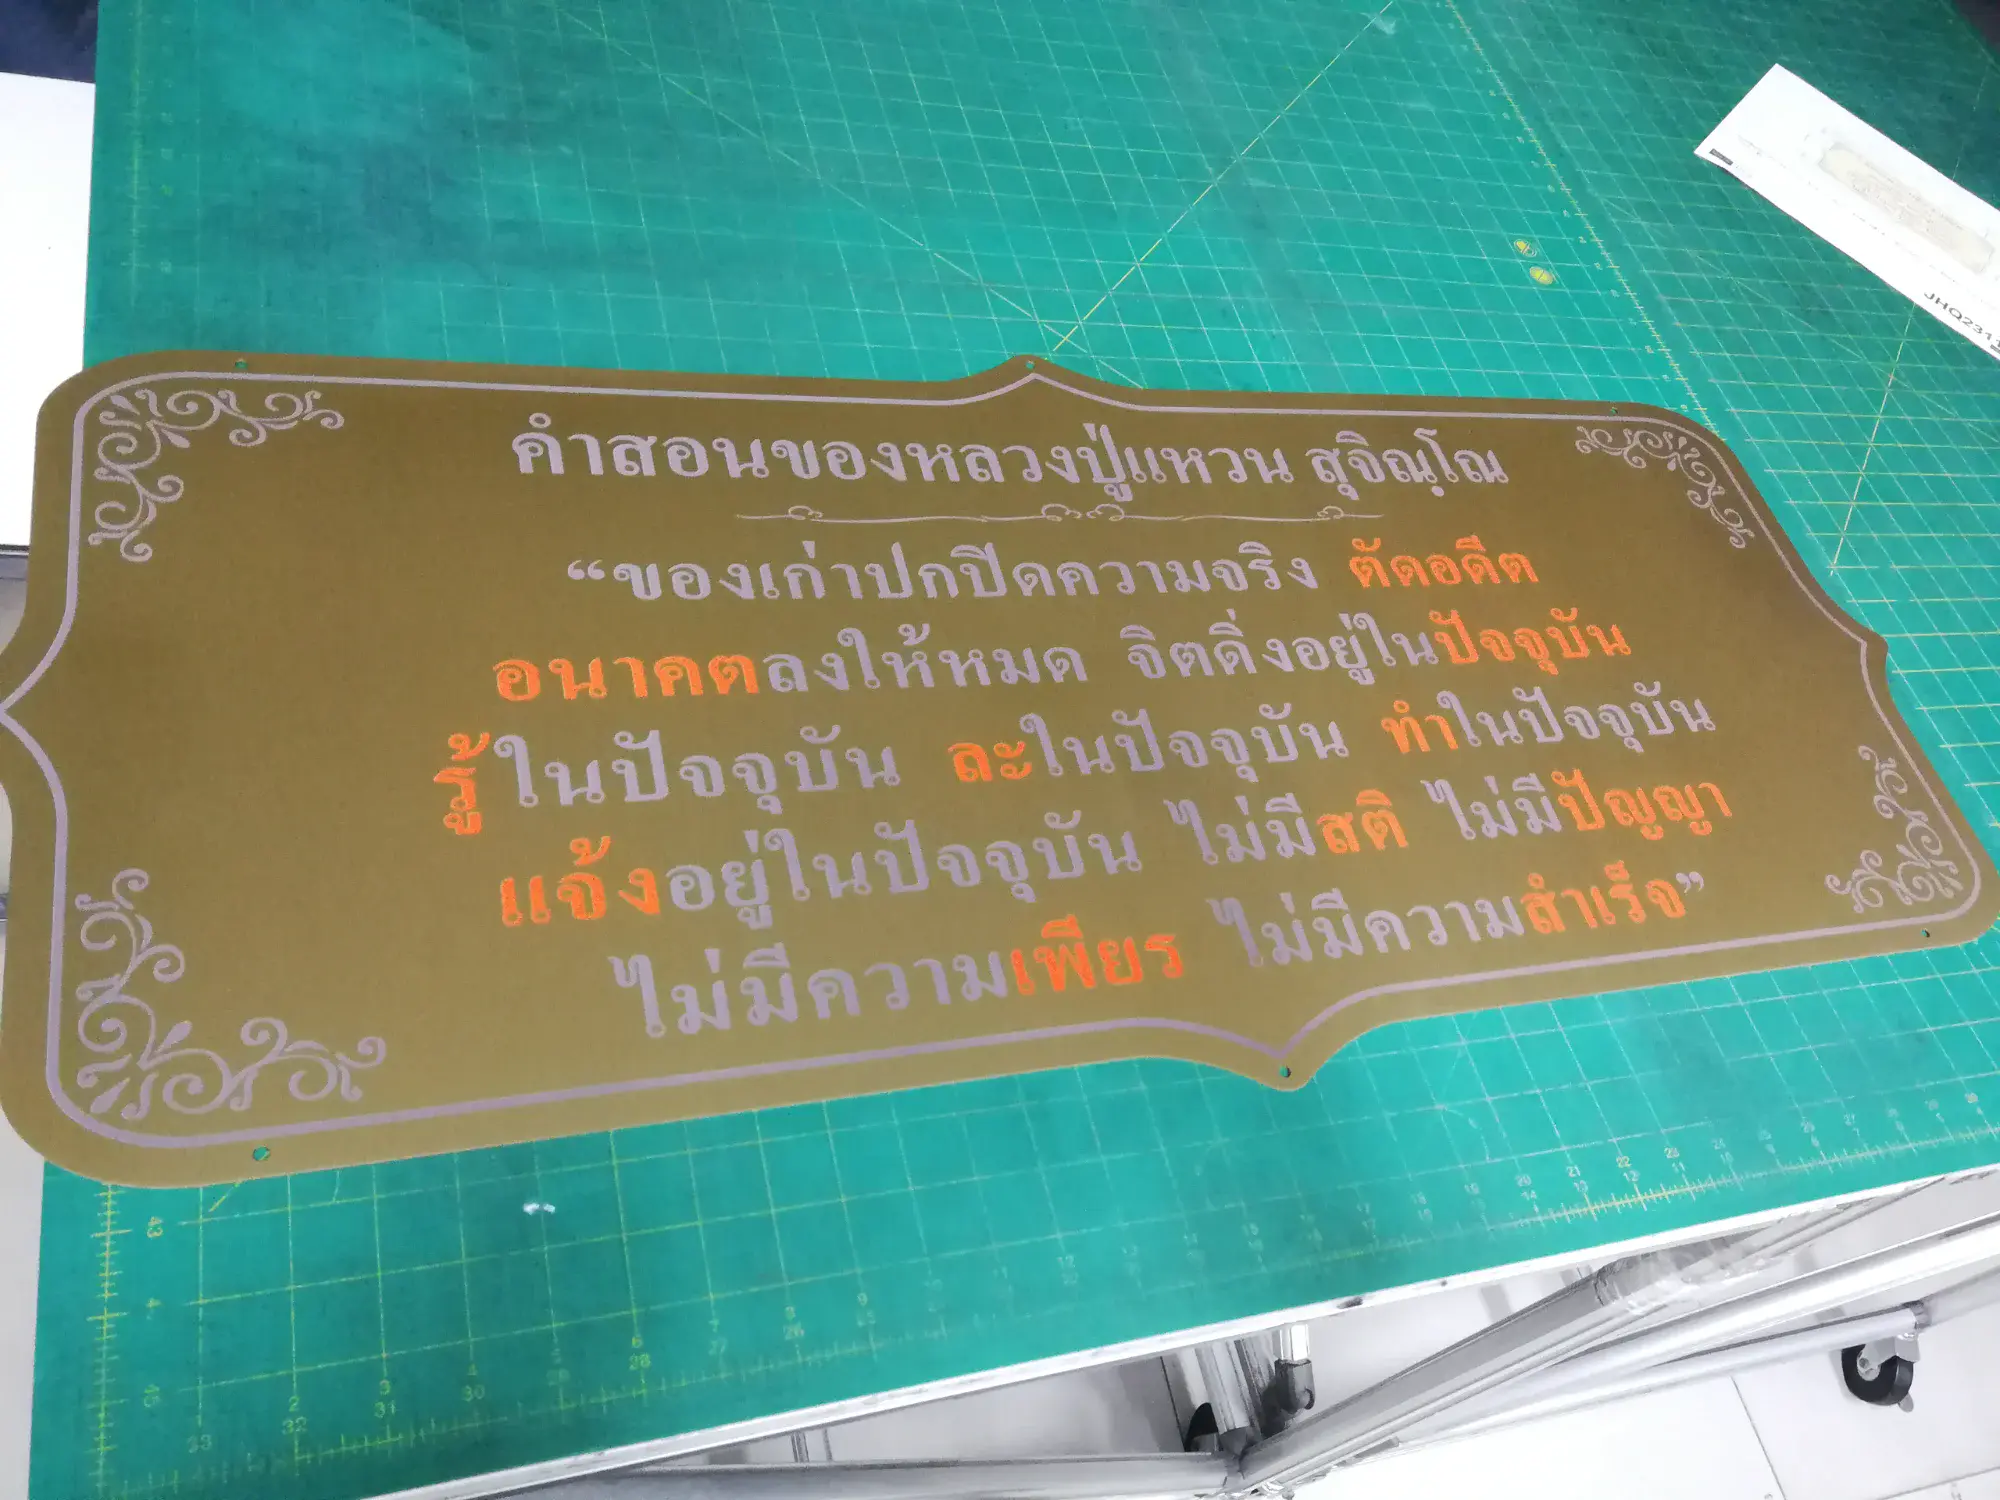 คำสอนของหลวงปู่แหวน สุจิณฺโณ
“ของเก่าปกปิดความจริง ตัดอดีต
อนาคตลงให้หมด จิตดิ่งอยู่ในปัจจุบัน
รู้ในปัจจุบัน ละในปัจจุบัน ทำในปัจจุบัน
แจ้งอยู่ในปัจจุบัน ไม่มีสติ ไม่มีปัญญา
ไม่มีความเพียร ไม่มีความสำเร็จ”